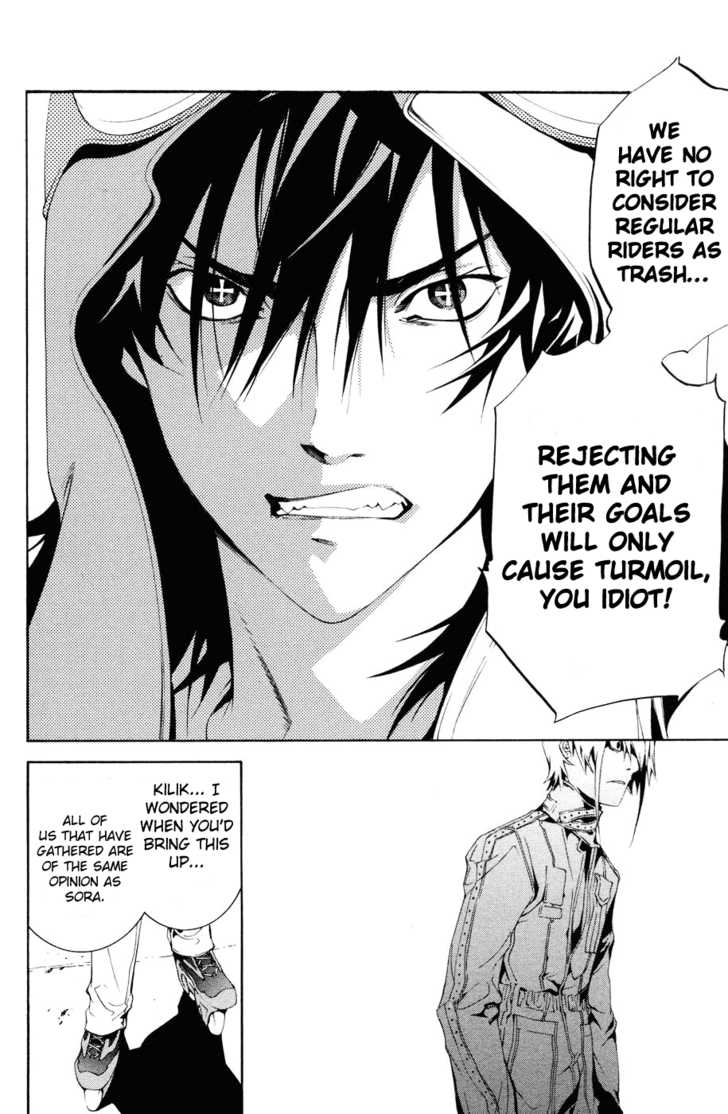 WE
HAVE NO
RIGHT TO
CONSIDER
REGULAR
RIDERS AS
TRASH...
REJECTING
THEM AND
THEIR GOALS
WILL ONLY
CAUSE TURMOIL,
YOU IDIOT!
KILIK... I
WONDERED
WHEN YOU'D
BRING THIS
UP...
ALL OF
US THAT HAVE
GATHERED ARE
OF THE SAME
OPINION AS
SORA.